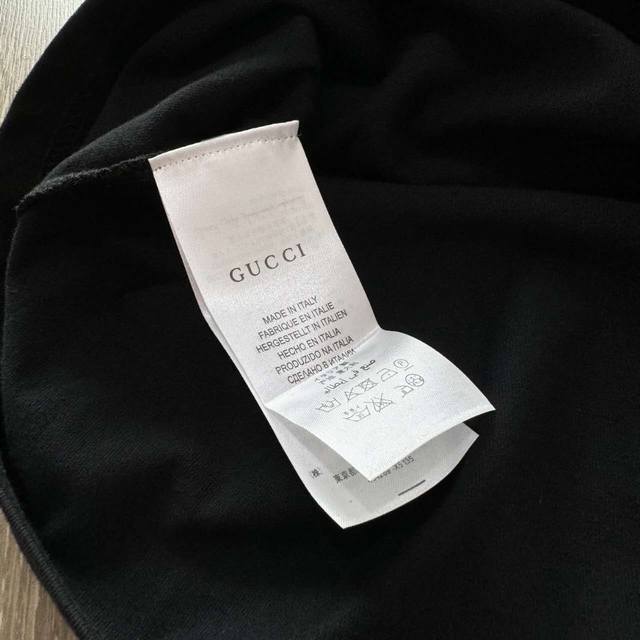 GUCCI
MADE IN ITALY
FABRIQUE EN ITALIE
HERGESTELLT IN ITALIEN
HECHO EN ITALIA
PRODUZIDO NA ITALIA
СДЕЛАНО В ИТАЛИИ